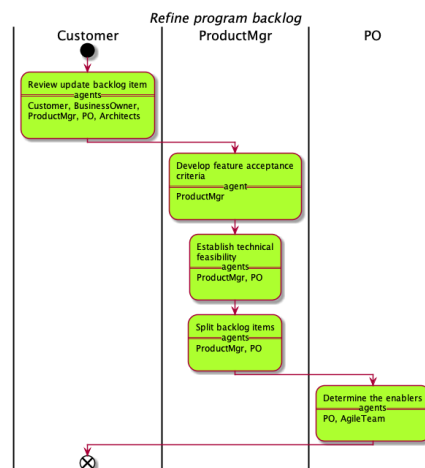 Refine program backlog
Customer
ProductMgr
PO
Review update backlog item
agents
Customer, BusinessOwner,
ProductMgr, PO, Architects
Develop feature acceptance
criteria
agent
ProductMgr
Establish technical
feasibility
agents
ProductMgr, PO
Split backlog items
agents
ProductMgr, PO
Determine the enablers
agents
PO, AgileTeam